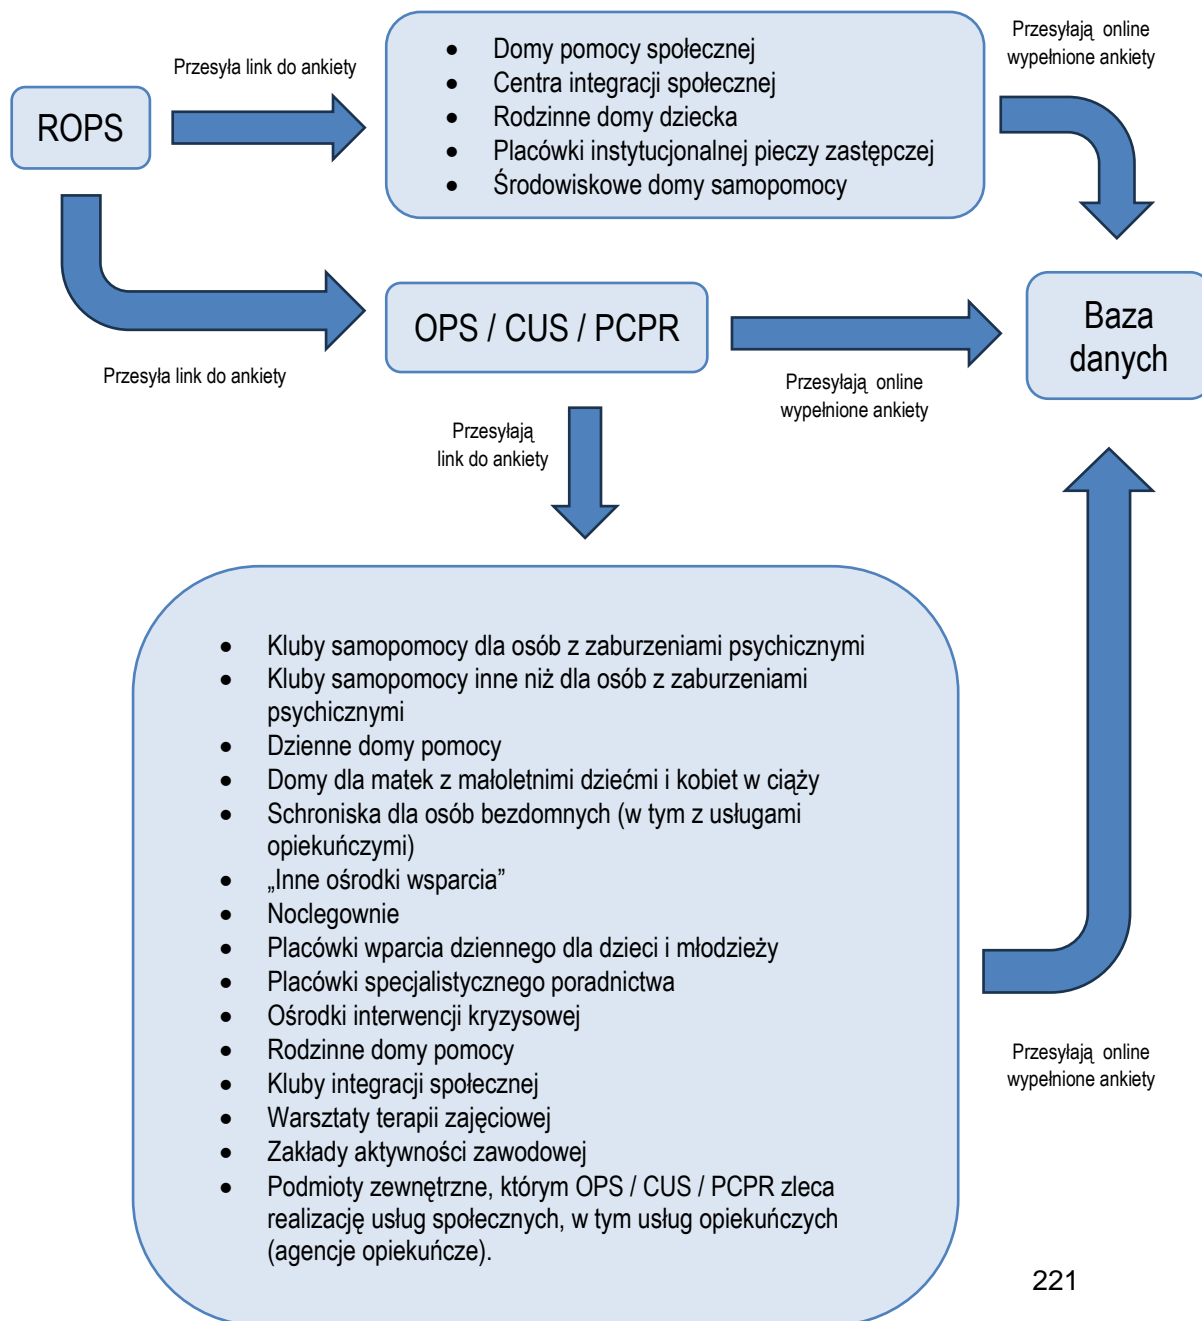 Przesyła link do ankiety
ROPS
• Domy pomocy społecznej
• Centra integracji społecznej
• Rodzinne domy dziecka
• Placówki instytucjonalnej pieczy zastępczej
• Środowiskowe domy samopomocy
Przesyłają online
wypełnione ankiety
Przesyła link do ankiety
OPS / CUS / PCPR
Przesyłają online
wypełnione ankiety
Baza
danych
Przesyłają
link do ankiety
• Kluby samopomocy dla osób z zaburzeniami psychicznymi
• Kluby samopomocy inne niż dla osób z zaburzeniami
psychicznymi
• Dzienne domy pomocy
• Domy dla matek z małoletnimi dziećmi i kobiet w ciąży
• Schroniska dla osób bezdomnych (w tym z usługami
opiekuńczymi)
• „Inne ośrodki wsparcia”
• Noclegownie
• Placówki wparcia dziennego dla dzieci i młodzieży
• Placówki specjalistycznego poradnictwa
• Ośrodki interwencji kryzysowej
• Rodzinne domy pomocy
• Kluby integracji społecznej
• Warsztaty terapii zajęciowej
• Zakłady aktywności zawodowej
• Podmioty zewnętrzne, którym OPS / CUS / PCPR zleca
realizację usług społecznych, w tym usług opiekuńczych
(agencje opiekuńcze).
Przesyłają online
wypełnione ankiety
221